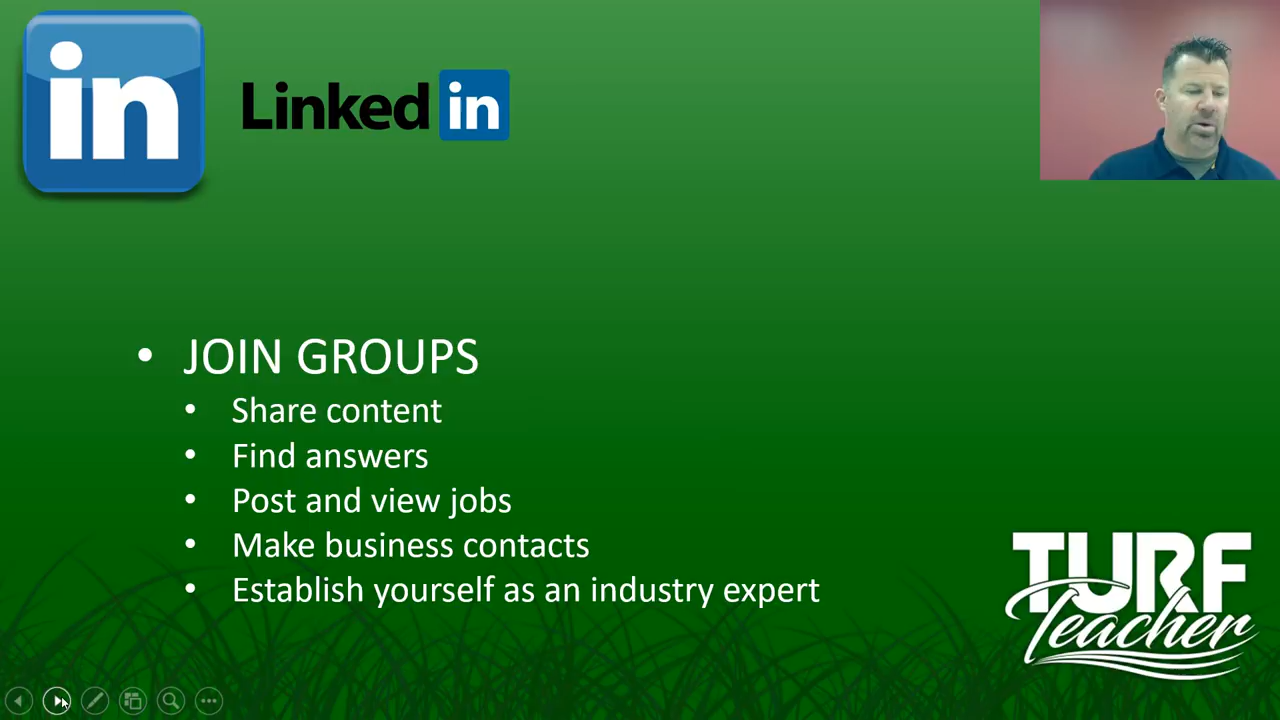 in
Linked in
• JOIN GROUPS
• Share content
• Find answers
• Post and view jobs
• Make business contacts
• Establish yourself as an industry expert
TURF
Teacher